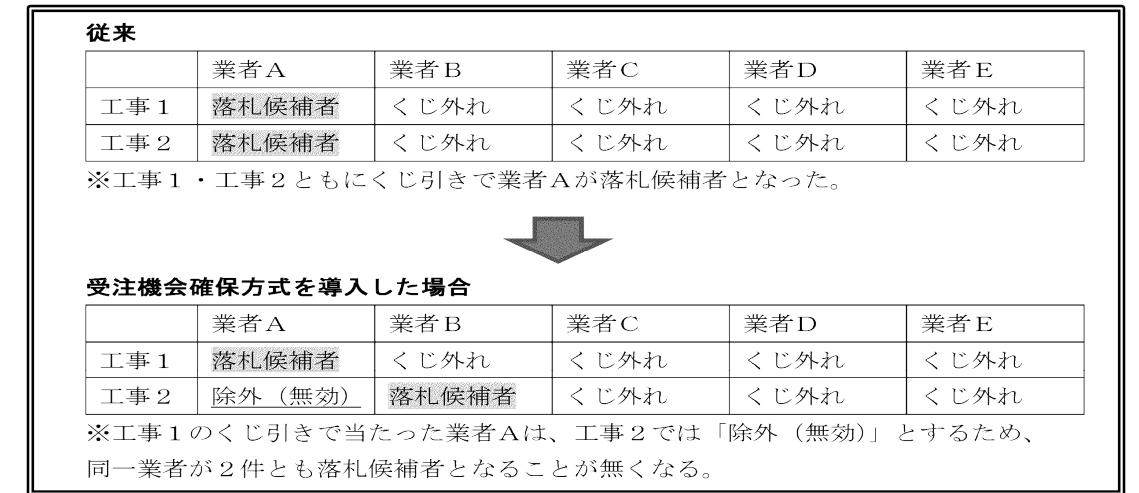 従来
業者A 業者B 業者C 業者D 業者E
工事1 落札候補者 くじ外れ くじ外れ くじ外れ くじ外れ
工事2 落札候補者 くじ外れ くじ外れ くじ外れ くじ外れ
※工事1・工事2ともにくじ引きで業者Aが落札候補者となった。
受注機会確保方式を導入した場合
業者A 業者B 業者C 業者D 業者E
工事1 落札候補者 くじ外れ くじ外れ くじ外れ くじ外れ
工事2 除外（無効） 落札候補者 くじ外れ くじ外れ くじ外れ
※工事1のくじ引きで当たった業者Aは、工事2では「除外（無効）」とするため、
同一業者が2件とも落札候補者となることが無くなる。